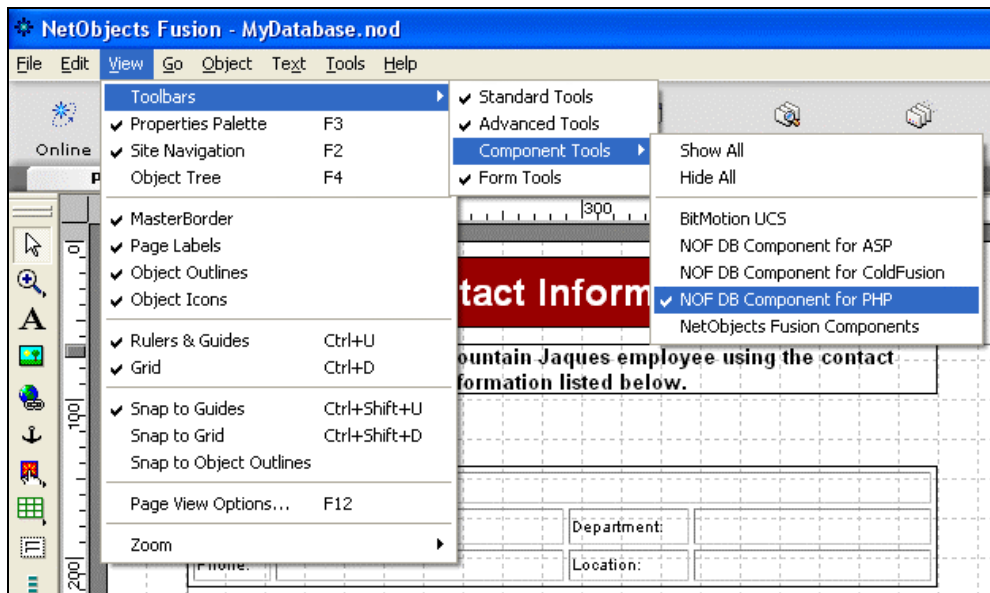 NetObjects Fusion - MyDatabase.nod
File Edit View Go Object Text Tools Help
Online
Toolbars
Properties Palette F3
Site Navigation F2
Object Tree F4
MasterBorder
Page Labels
Object Outlines
Object Icons
Rulers & Guides Ctrl+U
Grid Ctrl+D
Snap to Guides Ctrl+Shift+U
Snap to Grid Ctrl+Shift+D
Snap to Object Outlines
Page View Options... F12
Zoom
Standard Tools
Advanced Tools
Component Tools
Form Tools
Show All
Hide All
BitMotion UCS
NOF DB Component for ASP
NOF DB Component for ColdFusion
NOF DB Component for PHP
NetObjects Fusion Components
300
0
100
200
tact Inform
ountain Jaques employee using the contact
formation listed below.
Department:
Phone:
Location: